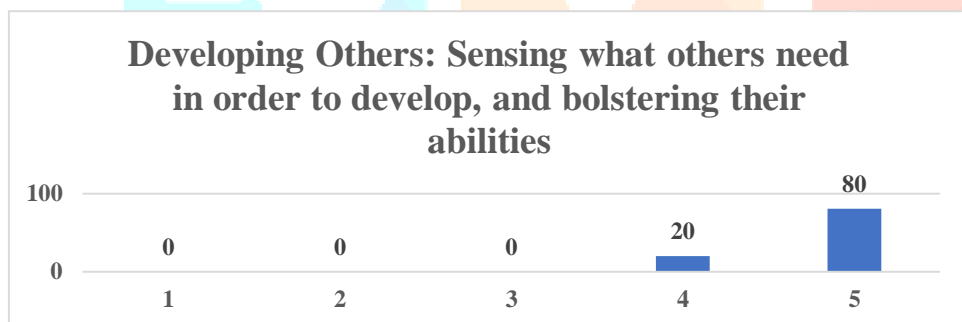 Developing Others: Sensing what others need
in order to develop, and bolstering their
abilities
80
100
20
0 0 0
0
1 2 3 4 5